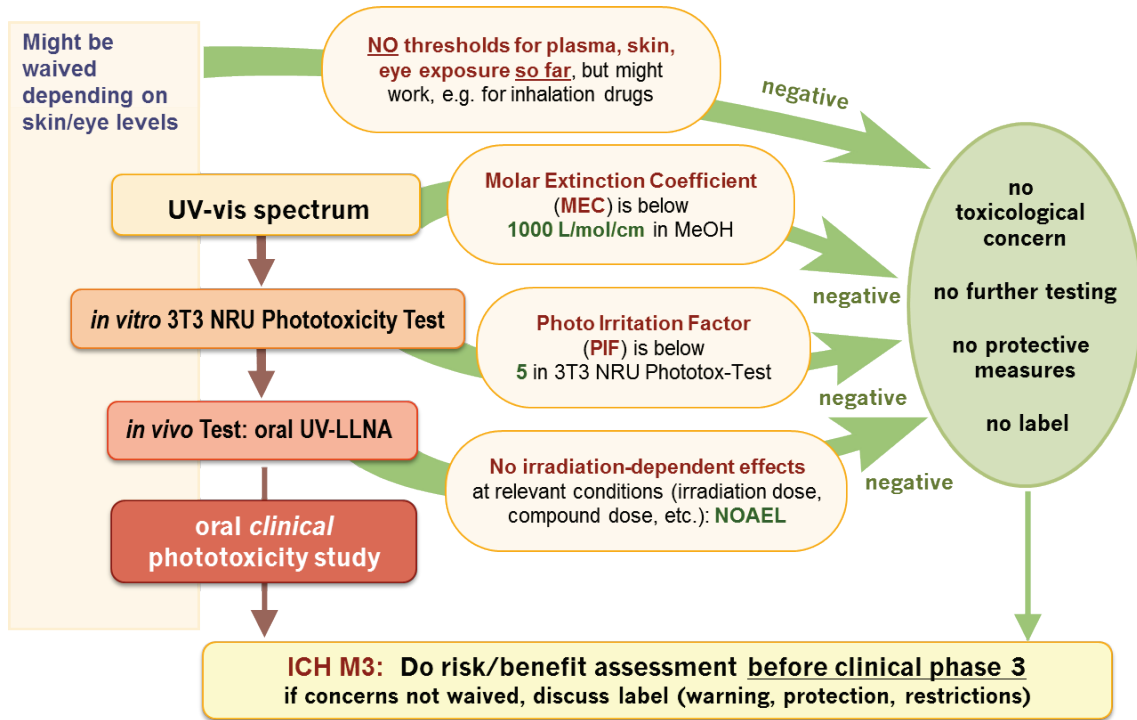 Might be
waived
depending on
skin/eye levels
NO thresholds for plasma, skin,
eye exposure so far, but might
work, e.g. for inhalation drugs
negative
UV-vis spectrum
Molar Extinction Coefficient
(MEC) is below
1000 L/mol/cm in MeOH
negative
in vitro 3T3 NRU Phototoxicity Test
Photo Irritation Factor
(PIF) is below
5 in 3T3 NRU Phototox-Test
negative
in vivo Test: oral UV-LLNA
No irradiation-dependent effects
at relevant conditions (irradiation dose,
compound dose, etc.): NOAEL
negative
oral clinical
phototoxicity study
no
toxicological
concern
no further testing
no protective
measures
no label
ICH M3: Do risk/benefit assessment before clinical phase 3
if concerns not waived, discuss label (warning, protection, restrictions)